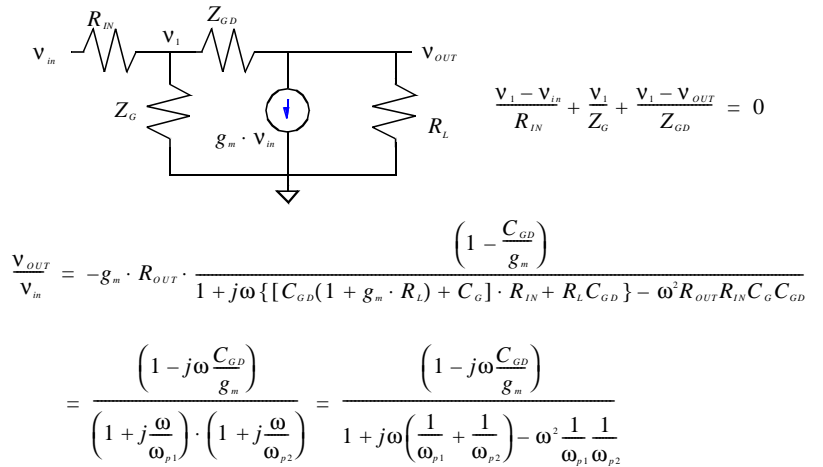 R_IN
Z_GD
ν_in
ν_1
ν_OUT
Z_G
g_m · ν_in
R_L
(ν_1 − ν_in)/R_IN + ν_1/Z_G + (ν_1 − ν_OUT)/Z_GD = 0
ν_OUT/ν_in = −g_m · R_OUT · (1 − C_GD/g_m) / (1 + jω{[C_GD(1 + g_m · R_L) + C_G] · R_IN + R_L C_GD} − ω²R_OUT R_IN C_G C_GD)
= (1 − jω C_GD/g_m) / ((1 + j ω/ω_p1) · (1 + j ω/ω_p2)) = (1 − jω C_GD/g_m) / (1 + jω(1/ω_p1 + 1/ω_p2) − ω² 1/ω_p1 1/ω_p2)